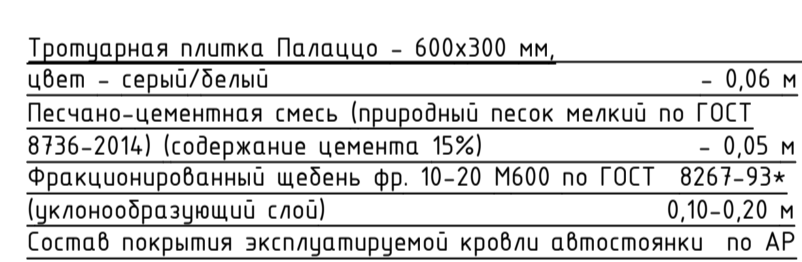 Тротуарная плитка Палаццо - 600х300 мм,
цвет - серый/белый - 0,06 м
Песчано-цементная смесь (природный песок мелкий по ГОСТ
8736-2014) (содержание цемента 15%) - 0,05 м
Фракционированный щебень фр. 10-20 М600 по ГОСТ 8267-93*
(уклонообразующий слой) 0,10-0,20 м
Состав покрытия эксплуатируемой кровли автостоянки по АР